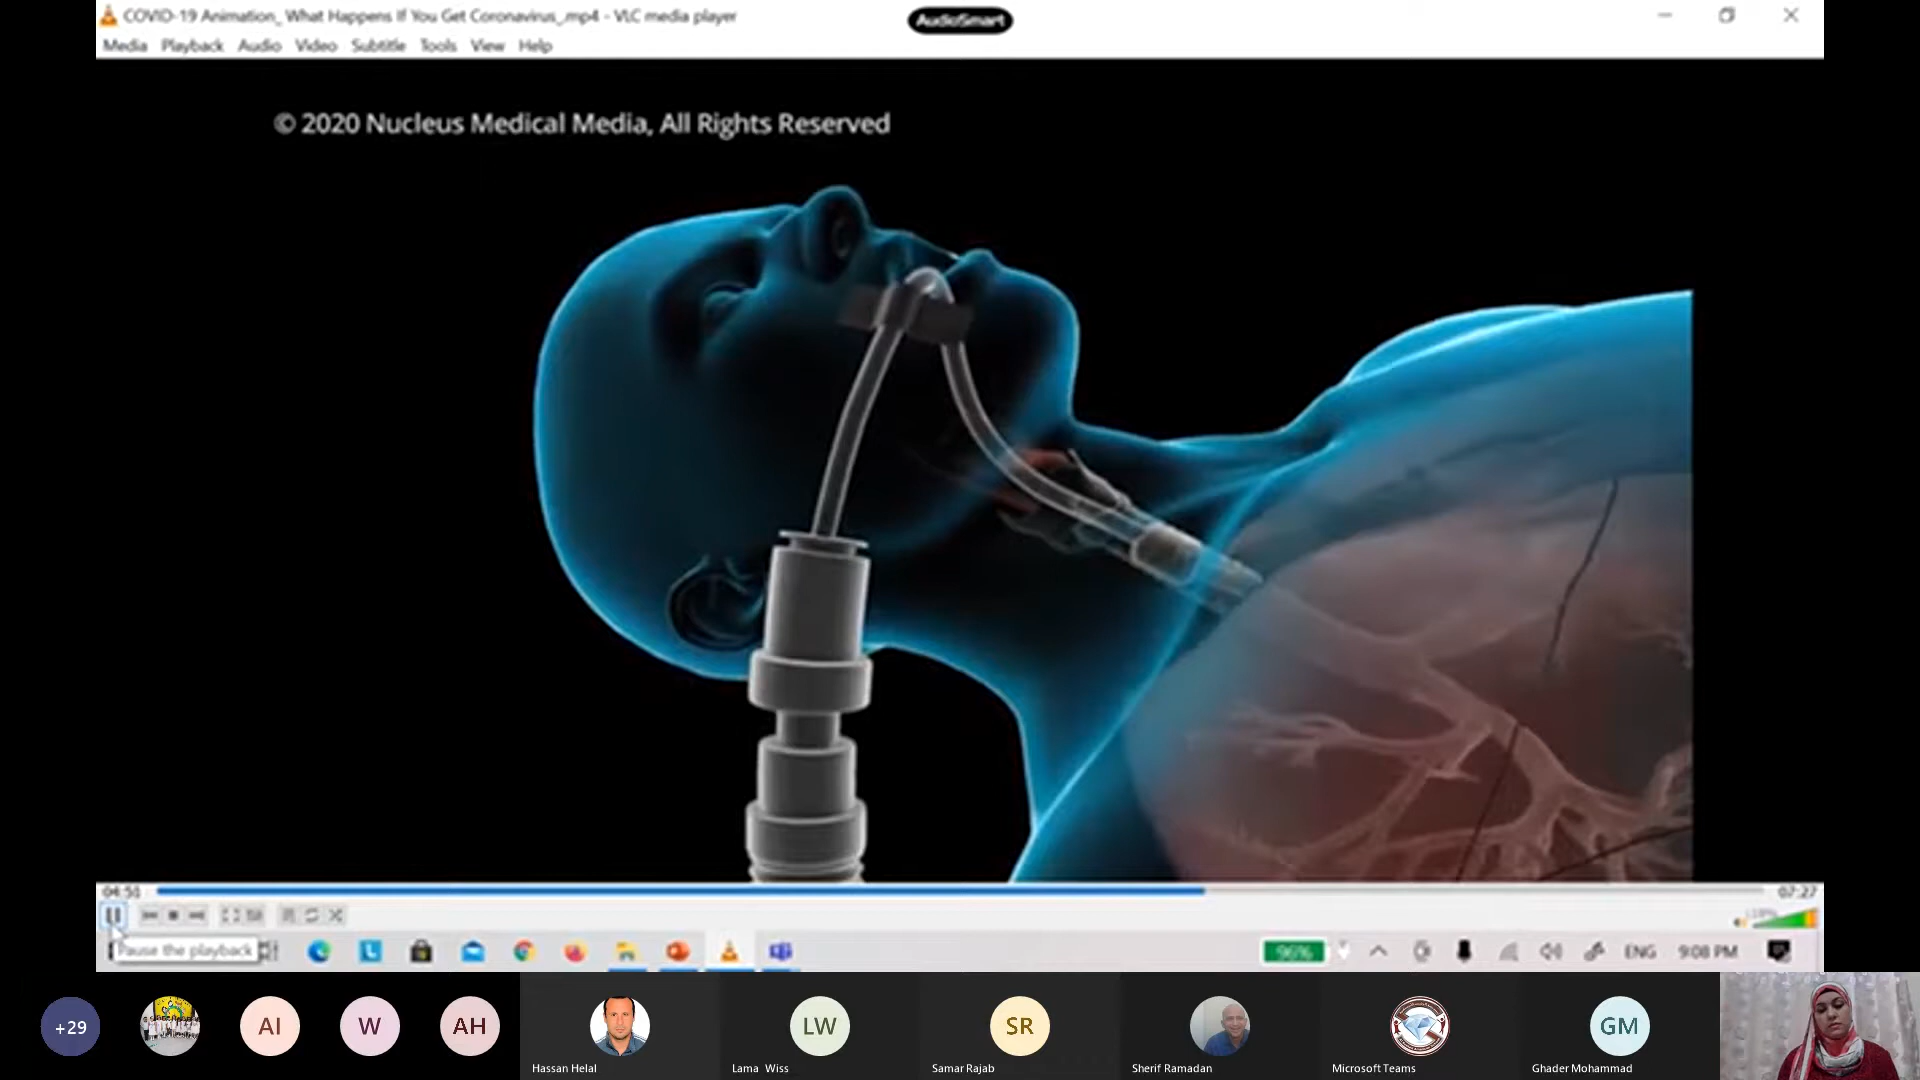 COVID-19 Animation_ What Happens If You Get Coronavirus_.mp4 - VLC media player
AudioSmart
Media Playback Audio Video Subtitle Tools View Help
© 2020 Nucleus Medical Media, All Rights Reserved
04:51
07:27
Pause the playback
96%
ENG
9:08 PM
+29
AI
W
AH
LW
SR
GM
Hassan Helal
Lama Wiss
Samar Rajab
Sherif Ramadan
Microsoft Teams
Ghader Mohammad